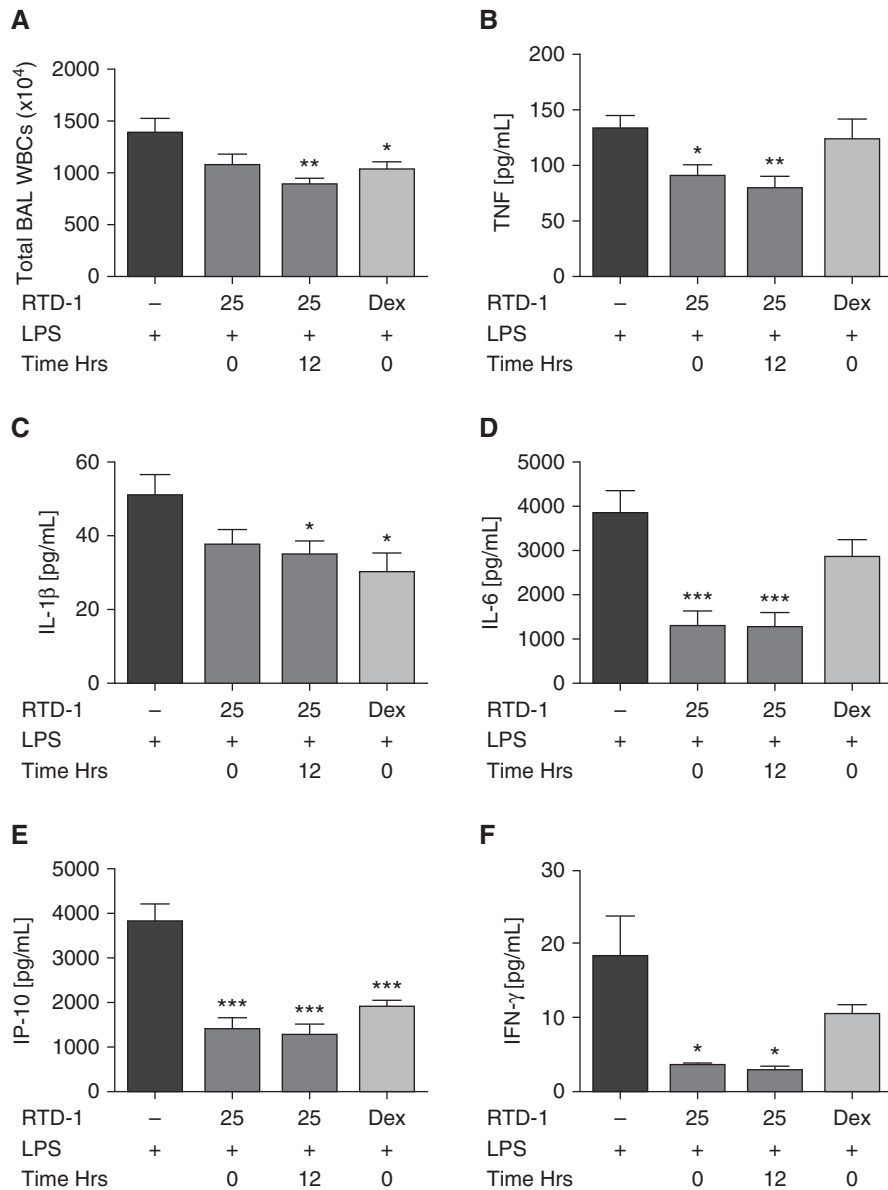 A
Total BAL WBCs (x10⁴)
2000
1500
1000
500
0
** *
RTD-1 – 25 25 Dex
LPS + + + +
Time Hrs 0 12 0
B
TNF [pg/mL]
200
150
100
50
0
* **
RTD-1 – 25 25 Dex
LPS + + + +
Time Hrs 0 12 0
C
IL-1β [pg/mL]
60
40
20
0
* *
RTD-1 – 25 25 Dex
LPS + + + +
Time Hrs 0 12 0
D
IL-6 [pg/mL]
5000
4000
3000
2000
1000
0
*** ***
RTD-1 – 25 25 Dex
LPS + + + +
Time Hrs 0 12 0
E
IP-10 [pg/mL]
5000
4000
3000
2000
1000
0
*** *** ***
RTD-1 – 25 25 Dex
LPS + + + +
Time Hrs 0 12 0
F
IFN-γ [pg/mL]
30
20
10
0
* *
RTD-1 – 25 25 Dex
LPS + + + +
Time Hrs 0 12 0